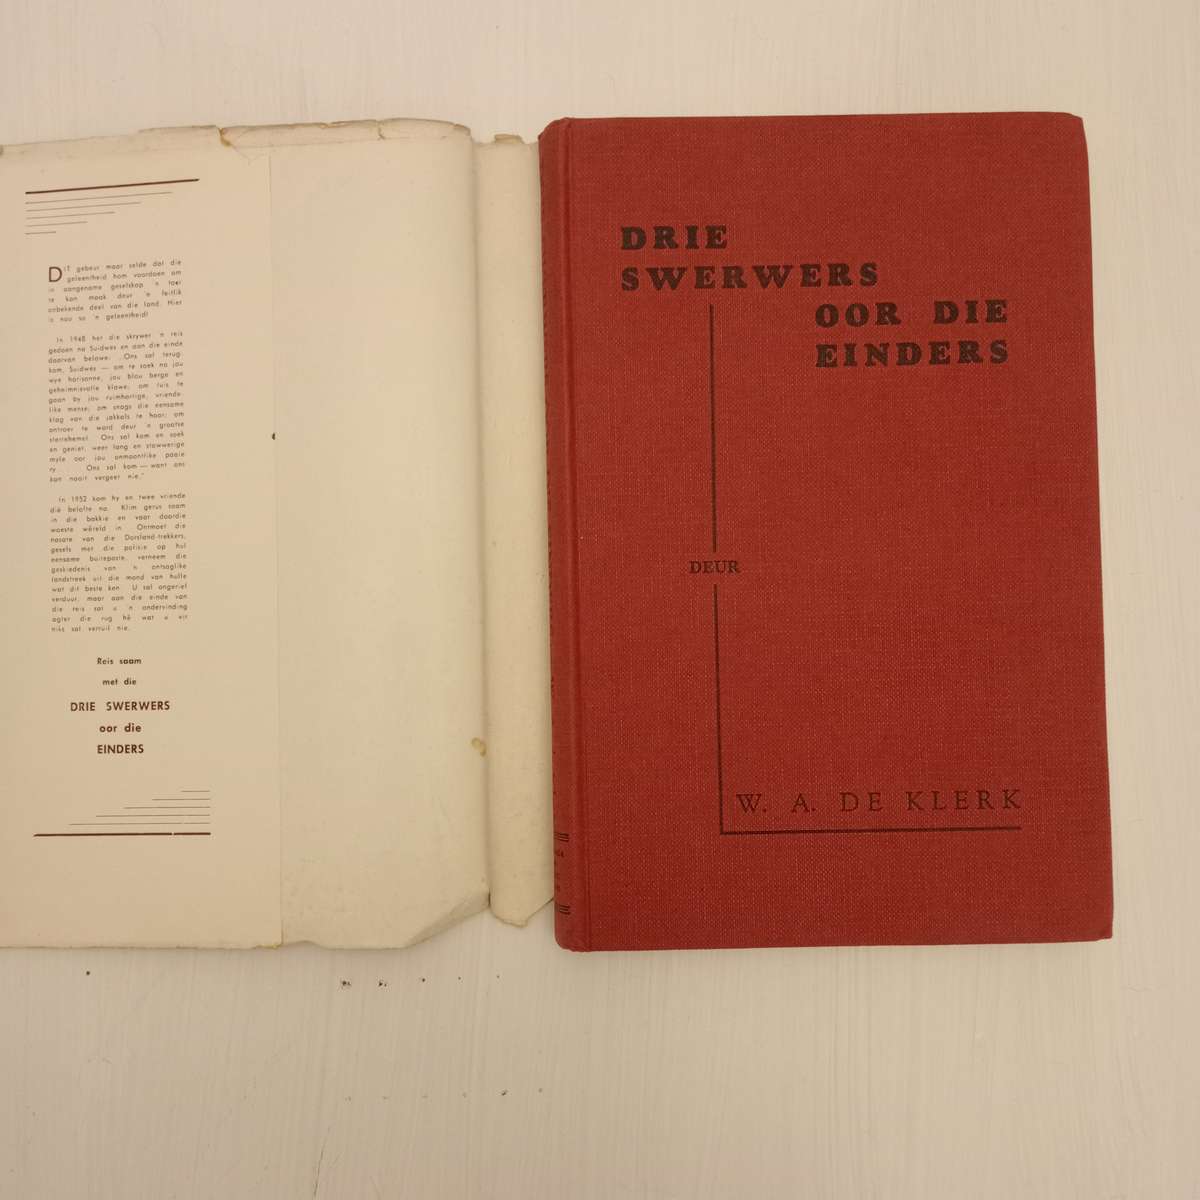 DIT gebeur maar selde dat die
geleentheid hom voordoen om
in aangename geselskap 'n toer
te kan maak deur 'n feitlik
onbekende deel van die land. Hier
is nou so 'n geleentheid!
In 1948 het die skrywer 'n reis
gedoen na Suidwes en aan die einde
daarvan belowe: „Ons sal terug-
kom, Suidwes — om te soek na jou
wye horisonne, jou blou berge en
geheimnisvolle klowe; om tuis te
gaan by jou ruimhartige, vriende-
like mense; om snags die eensame
klag van die jakkals te hoor; om
ontroer te word deur 'n grootse
sterrehemel. Ons sal kom en soek
en geniet, weer lang en stowwerige
myle oor jou onmoontlike paaie
ry . . . Ons sal kom — want ons
kan nooit vergeet nie."
In 1952 kom hy en twee vriende
dié belofte na. Klim gerus saam
in die bakkie en vaar daardie
woeste wêreld in. Ontmoet die
nasate van die Dorsland-trekkers,
gesels met die polisie op hul
eensame buiteposte, verneem die
geskiedenis van 'n ontsaglike
landstreek uit die mond van hulle
wat dit beste ken. U sal ongerief
verduur, maar aan die einde van
die reis sal u 'n ondervinding
agter die rug hê wat u vir
niks sal verruil nie.
Reis saam
met die
DRIE SWERWERS
oor die
EINDERS
DRIE
SWERWERS
OOR DIE
EINDERS
DEUR
W. A. DE KLERK